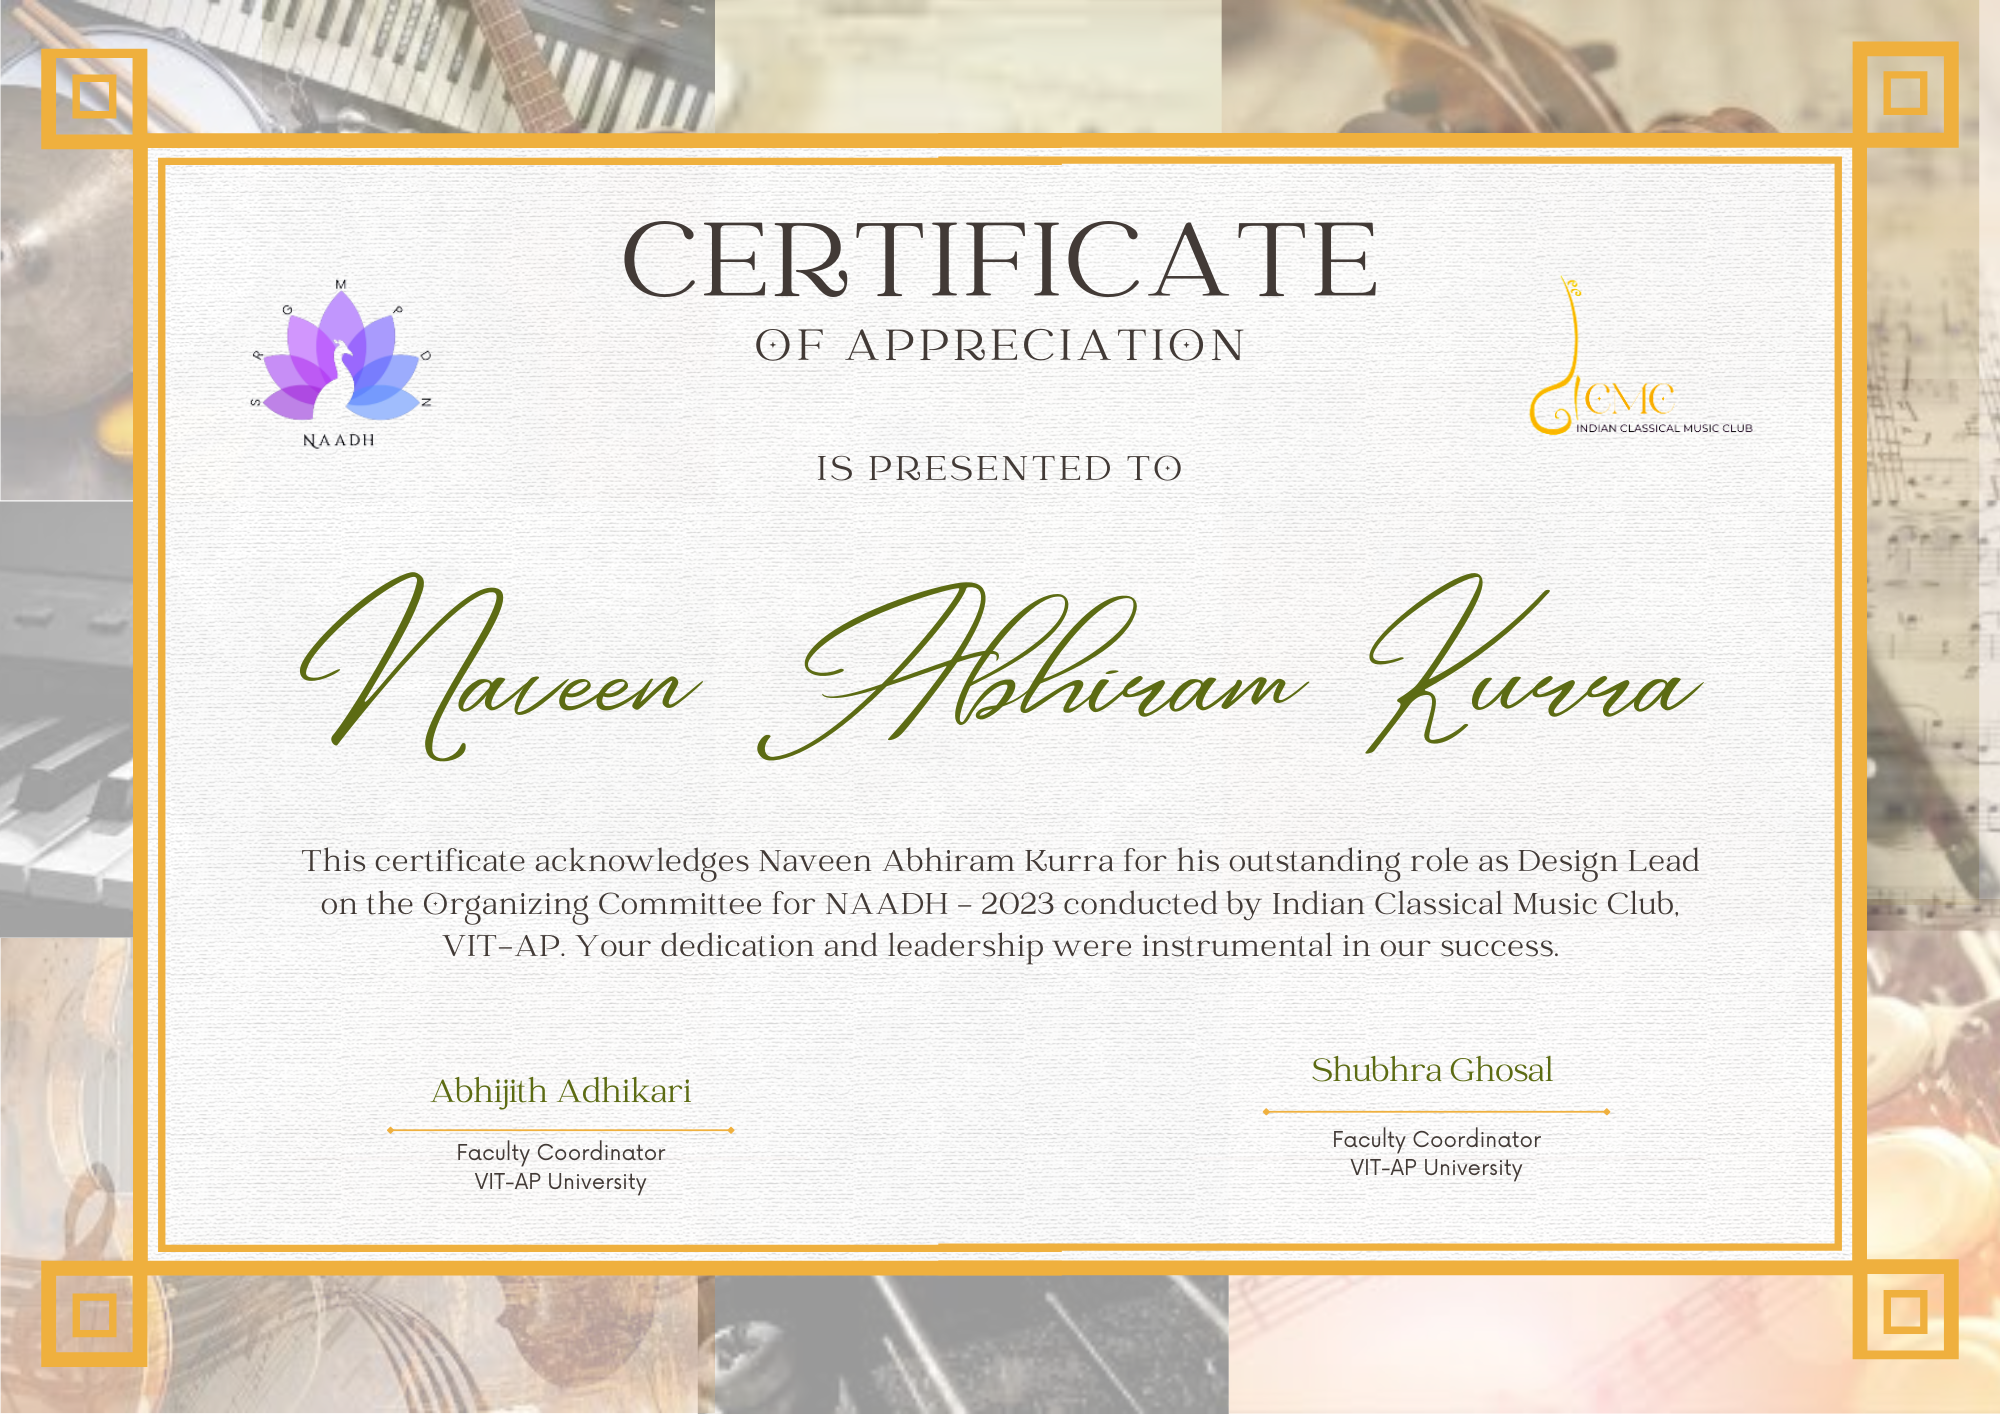 CERTIFICATE
OF APPRECIATION
S R G M P D N
NAADH
ICMC
INDIAN CLASSICAL MUSIC CLUB
IS PRESENTED TO
Naveen Abhiram Kurra
This certificate acknowledges Naveen Abhiram Kurra for his outstanding role as Design Lead
on the Organizing Committee for NAADH - 2023 conducted by Indian Classical Music Club,
VIT-AP. Your dedication and leadership were instrumental in our success.
Abhijith Adhikari
Faculty Coordinator
VIT-AP University
Shubhra Ghosal
Faculty Coordinator
VIT-AP University